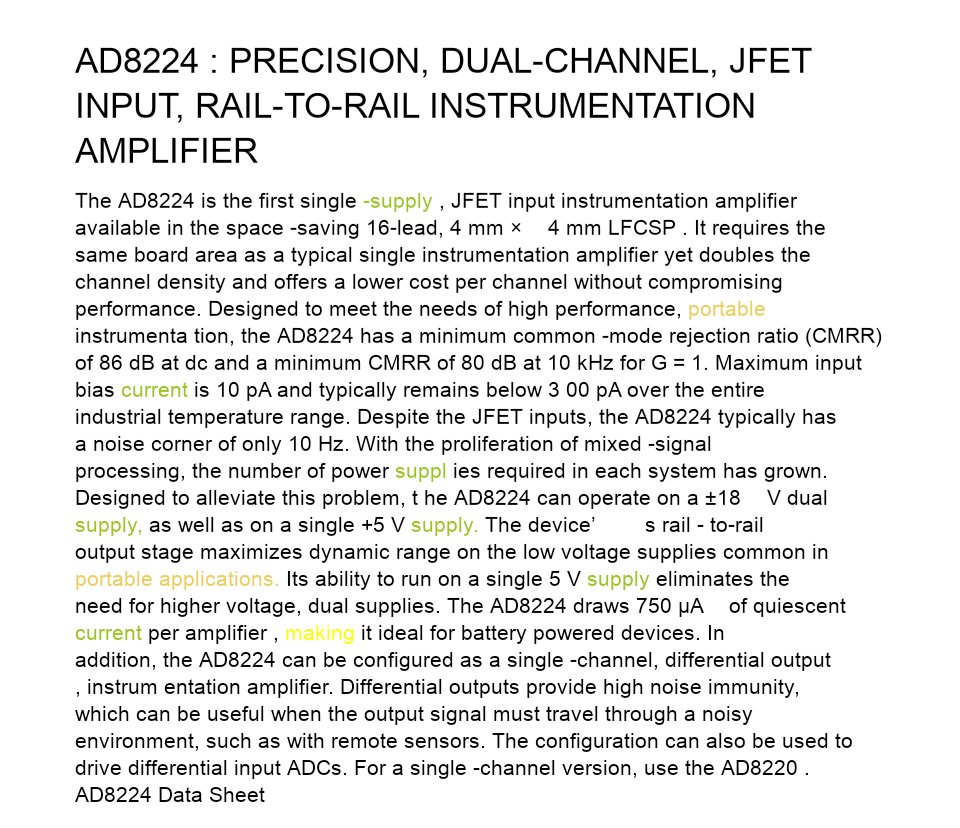 AD8224 : PRECISION, DUAL-CHANNEL, JFET
INPUT, RAIL-TO-RAIL INSTRUMENTATION
AMPLIFIER
The AD8224 is the first single -supply , JFET input instrumentation amplifier
available in the space -saving 16-lead, 4 mm × 4 mm LFCSP . It requires the
same board area as a typical single instrumentation amplifier yet doubles the
channel density and offers a lower cost per channel without compromising
performance. Designed to meet the needs of high performance, portable
instrumenta tion, the AD8224 has a minimum common -mode rejection ratio (CMRR)
of 86 dB at dc and a minimum CMRR of 80 dB at 10 kHz for G = 1. Maximum input
bias current is 10 pA and typically remains below 3 00 pA over the entire
industrial temperature range. Despite the JFET inputs, the AD8224 typically has
a noise corner of only 10 Hz. With the proliferation of mixed -signal
processing, the number of power suppl ies required in each system has grown.
Designed to alleviate this problem, t he AD8224 can operate on a ±18 V dual
supply, as well as on a single +5 V supply. The device’ s rail - to-rail
output stage maximizes dynamic range on the low voltage supplies common in
portable applications. Its ability to run on a single 5 V supply eliminates the
need for higher voltage, dual supplies. The AD8224 draws 750 μA of quiescent
current per amplifier , making it ideal for battery powered devices. In
addition, the AD8224 can be configured as a single -channel, differential output
, instrum entation amplifier. Differential outputs provide high noise immunity,
which can be useful when the output signal must travel through a noisy
environment, such as with remote sensors. The configuration can also be used to
drive differential input ADCs. For a single -channel version, use the AD8220 .
AD8224 Data Sheet